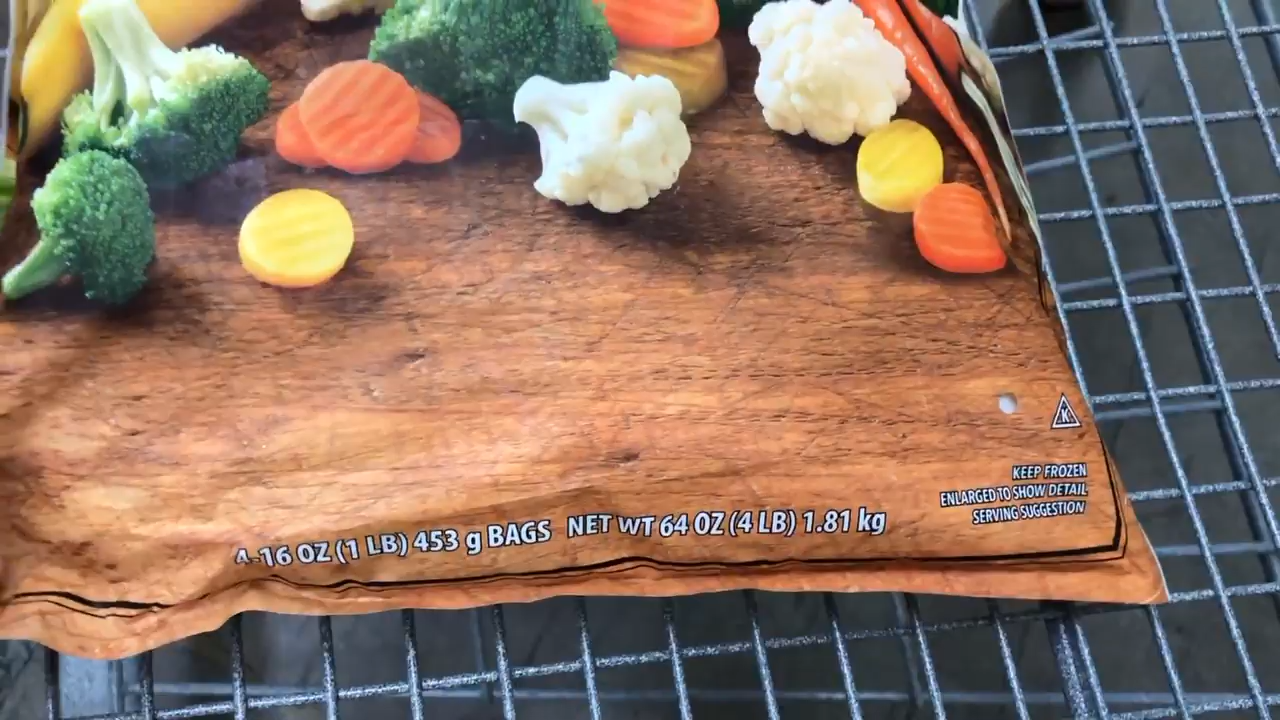 K
KEEP FROZEN
ENLARGED TO SHOW DETAIL
SERVING SUGGESTION
4-16 OZ (1 LB) 453 g BAGS NET WT 64 OZ (4 LB) 1.81 kg